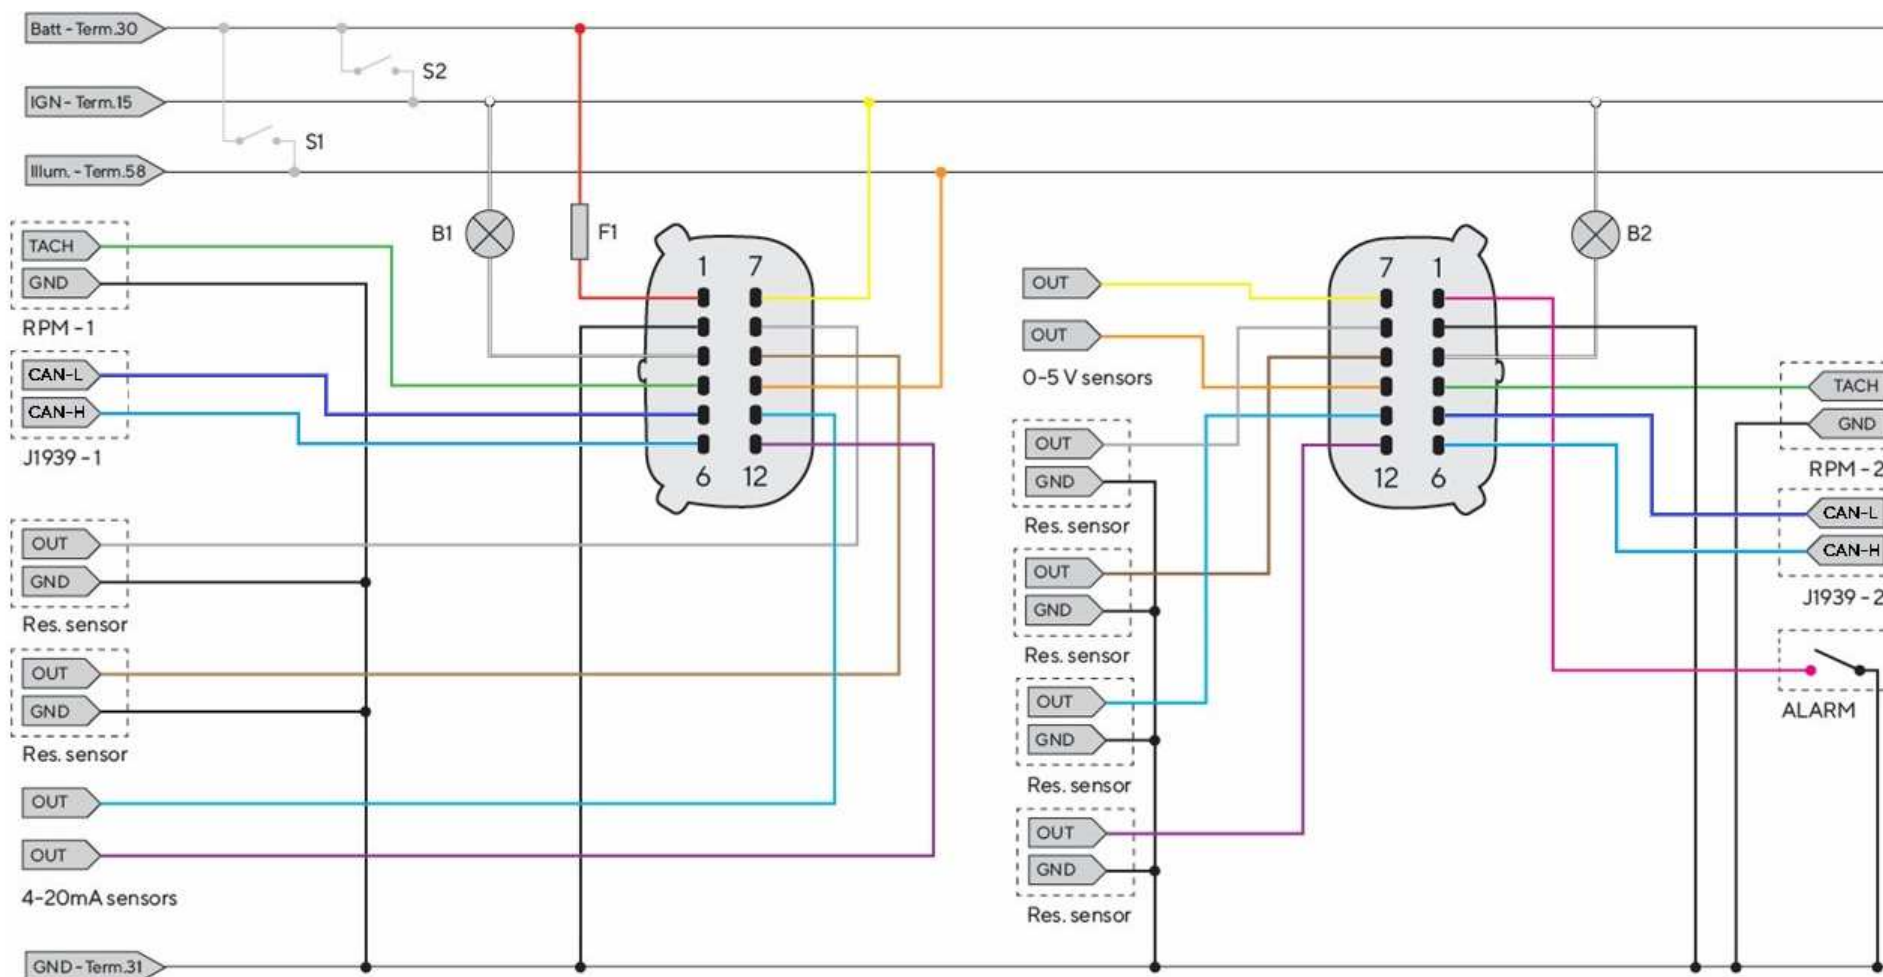 Batt - Term.30
S2
IGN - Term.15
S1
Illum. - Term.58
B1
F1
B2
TACH
GND
RPM - 1
CAN-L
CAN-H
J1939 - 1
1 7
6 12
OUT
GND
Res. sensor
OUT
GND
Res. sensor
OUT
OUT
4-20mA sensors
GND - Term.31
OUT
OUT
0-5 V sensors
OUT
GND
Res. sensor
OUT
GND
Res. sensor
OUT
GND
Res. sensor
OUT
GND
Res. sensor
7 1
12 6
TACH
GND
RPM - 2
CAN-L
CAN-H
J1939 - 2
ALARM